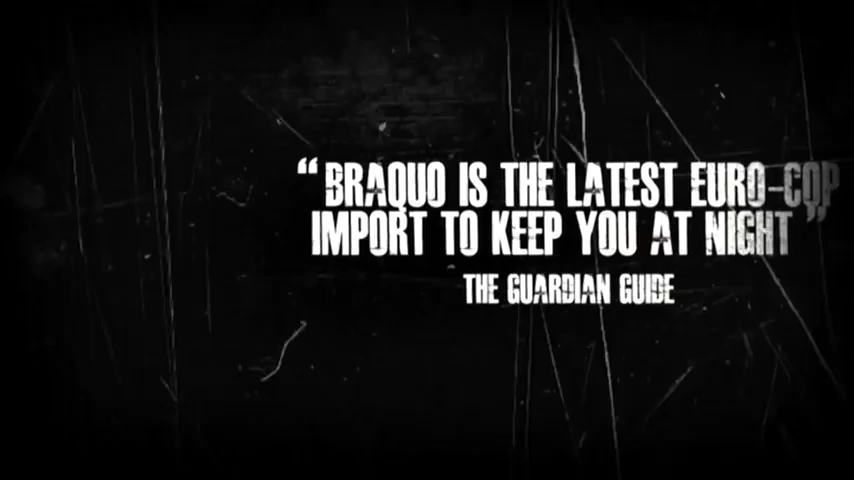 “ BRAQUO IS THE LATEST EURO-COP
IMPORT TO KEEP YOU AT NIGHT ”
THE GUARDIAN GUIDE